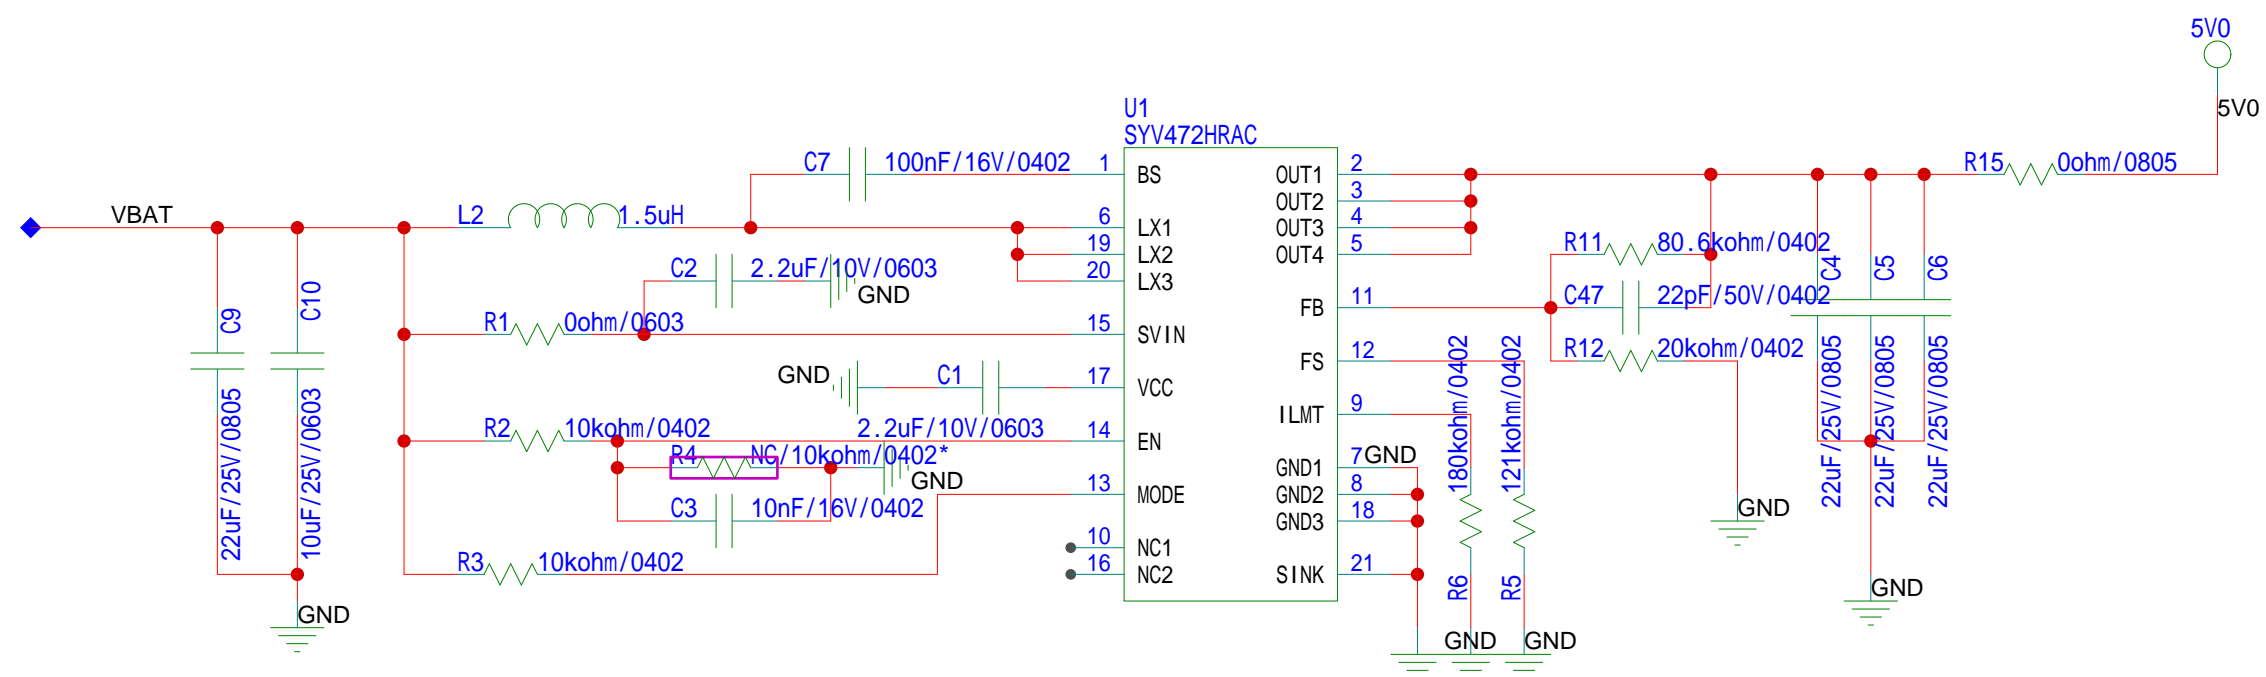 5V0
5V0
U1
SYV472HRAC
C7 100nF/16V/0402 1 BS OUT1 2 R15 0ohm/0805
OUT2 3
VBAT L2 1.5uH 6 LX1 OUT3 4
19 LX2 OUT4 5 R11 80.6kohm/0402
C2 2.2uF/10V/0603 GND 20 LX3
C9 C10 FB 11 C47 22pF/50V/0402 C4 C5 C6
R1 0ohm/0603 15 SVIN
FS 12 R12 20kohm/0402
GND C1 17 VCC
2.2uF/10V/0603
ILMT 9 180kohm/0402 121kohm/0402
R2 10kohm/0402 14 EN
R4 NC/10kohm/0402* GND
GND1 7 GND
22uF/25V/0805 10uF/25V/0603 13 MODE GND2 8 22uF/25V/0805 22uF/25V/0805 22uF/25V/0805
C3 10nF/16V/0402 GND3 18 GND
10 NC1
R3 10kohm/0402 16 NC2 SINK 21 R6 R5
GND GND
GND GND